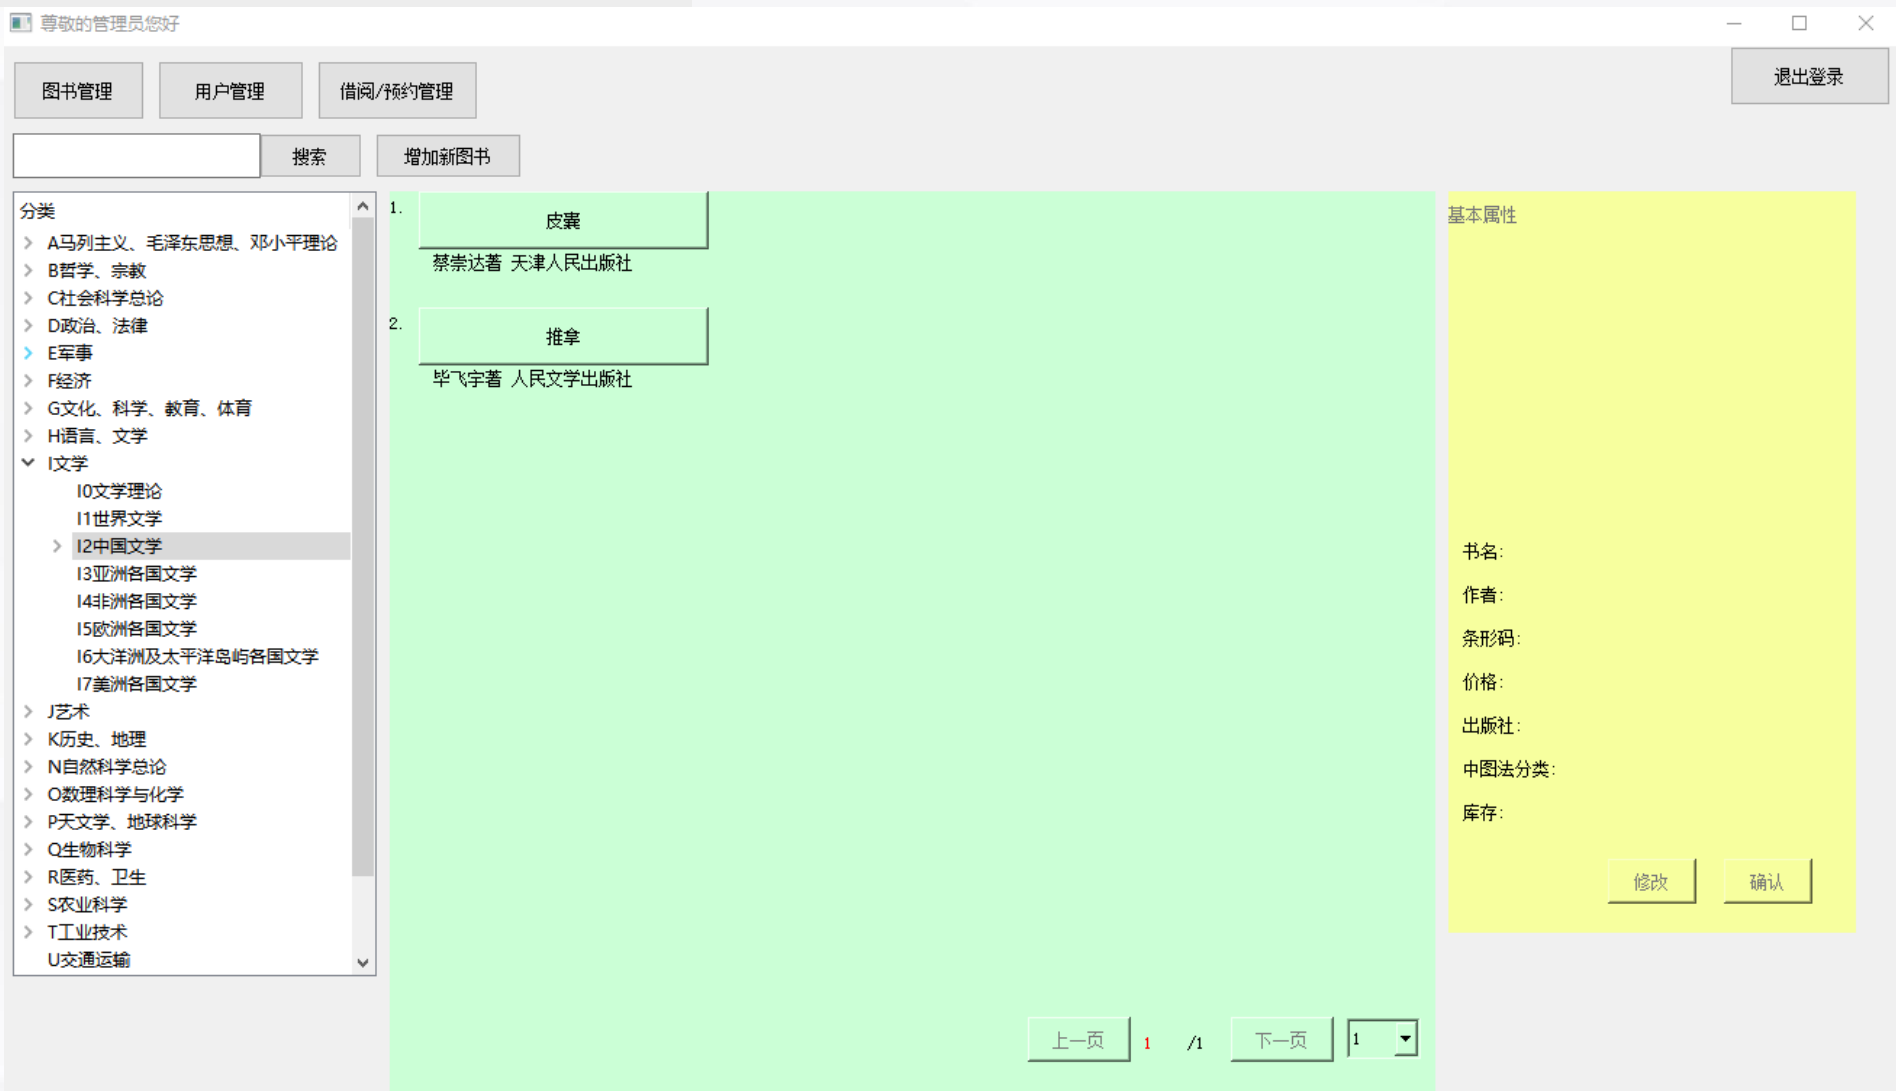 尊敬的管理员您好
图书管理 用户管理 借阅/预约管理 退出登录
搜索 增加新图书
分类
A马列主义、毛泽东思想、邓小平理论
B哲学、宗教
C社会科学总论
D政治、法律
E军事
F经济
G文化、科学、教育、体育
H语言、文学
I文学
I0文学理论
I1世界文学
I2中国文学
I3亚洲各国文学
I4非洲各国文学
I5欧洲各国文学
I6大洋洲及太平洋岛屿各国文学
I7美洲各国文学
J艺术
K历史、地理
N自然科学总论
O数理科学与化学
P天文学、地球科学
Q生物科学
R医药、卫生
S农业科学
T工业技术
U交通运输
1. 皮囊
蔡崇达著 天津人民出版社
2. 推拿
毕飞宇著 人民文学出版社
上一页 1 /1 下一页 1
基本属性
书名:
作者:
条形码:
价格:
出版社:
中图法分类:
库存:
修改 确认